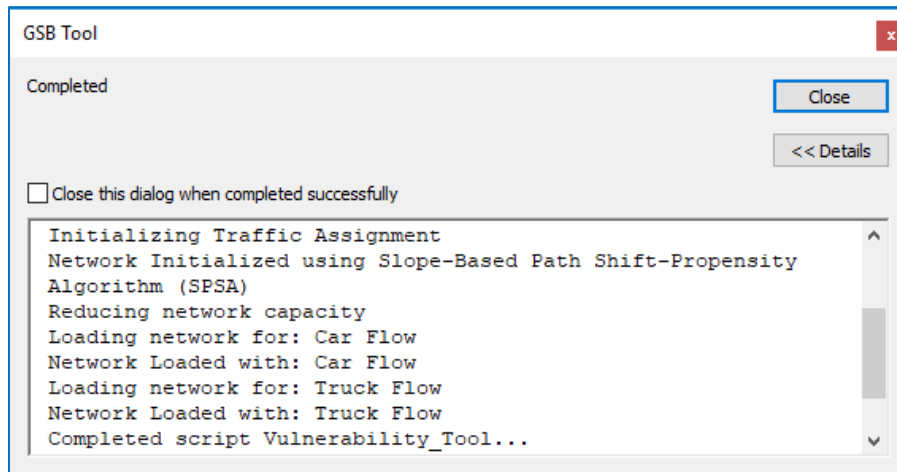 GSB Tool
x
Completed
Close
<< Details
Close this dialog when completed successfully
Initializing Traffic Assignment
Network Initialized using Slope-Based Path Shift-Propensity
Algorithm (SPSA)
Reducing network capacity
Loading network for: Car Flow
Network Loaded with: Car Flow
Loading network for: Truck Flow
Network Loaded with: Truck Flow
Completed script Vulnerability_Tool...